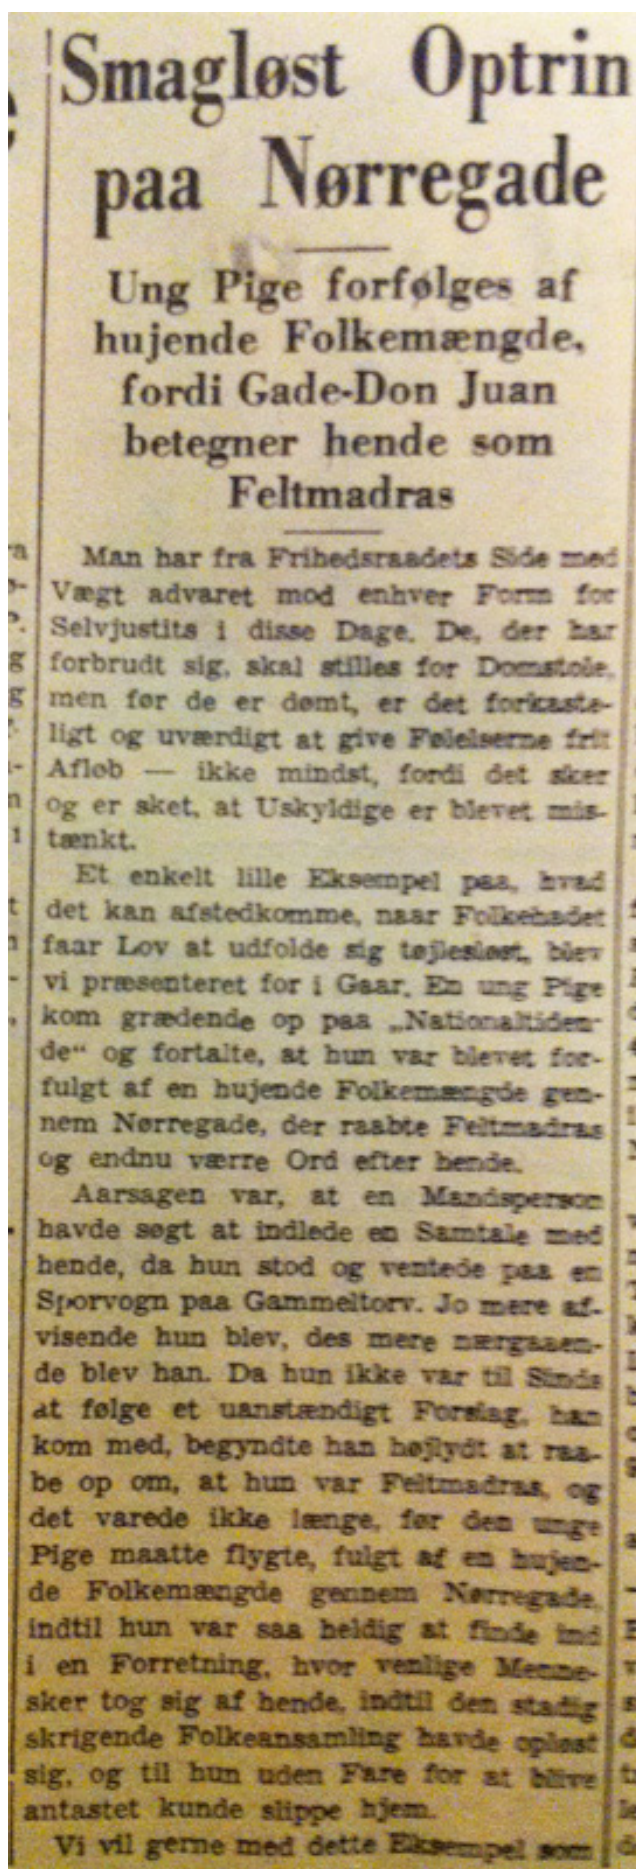 Smagløst Optrin
paa Nørregade
Ung Pige forfølges af
hujende Folkemængde,
fordi Gade-Don Juan
betegner hende som
Feltmadras
Man har fra Frihedsraadets Side med
Vægt advaret mod enhver Form for
Selvjustits i disse Dage. De, der har
forbrudt sig, skal stilles for Domstole,
men før de er dømt, er det forkaste-
ligt og uværdigt at give Følelserne frit
Afløb — ikke mindst, fordi det sker
og er sket, at Uskyldige er blevet mis-
tænkt.
Et enkelt lille Eksempel paa, hvad
det kan afstedkomme, naar Folkehadet
faar Lov at udfolde sig tøjlesløst, blev
vi præsenteret for i Gaar. En ung Pige
kom grædende op paa „Nationaltiden-
de“ og fortalte, at hun var blevet for-
fulgt af en hujende Folkemængde gen-
nem Nørregade, der raabte Feltmadras
og endnu værre Ord efter hende.
Aarsagen var, at en Mandsperson
havde søgt at indlede en Samtale med
hende, da hun stod og ventede paa en
Sporvogn paa Gammeltorv. Jo mere af-
visende hun blev, des mere nærgaaen-
de blev han. Da hun ikke var til Sinds
at følge et uanstændigt Forslag, han
kom med, begyndte han højlydt at raa-
be op om, at hun var Feltmadras, og
det varede ikke længe, før den unge
Pige maatte flygte, fulgt af en hujen-
de Folkemængde gennem Nørregade,
indtil hun var saa heldig at finde ind
i en Forretning, hvor venlige Menne-
sker tog sig af hende, indtil den stadig
skrigende Folkeansamling havde opløst
sig, og til hun uden Fare for at blive
antastet kunde slippe hjem.
Vi vil gerne med dette Eksempel som